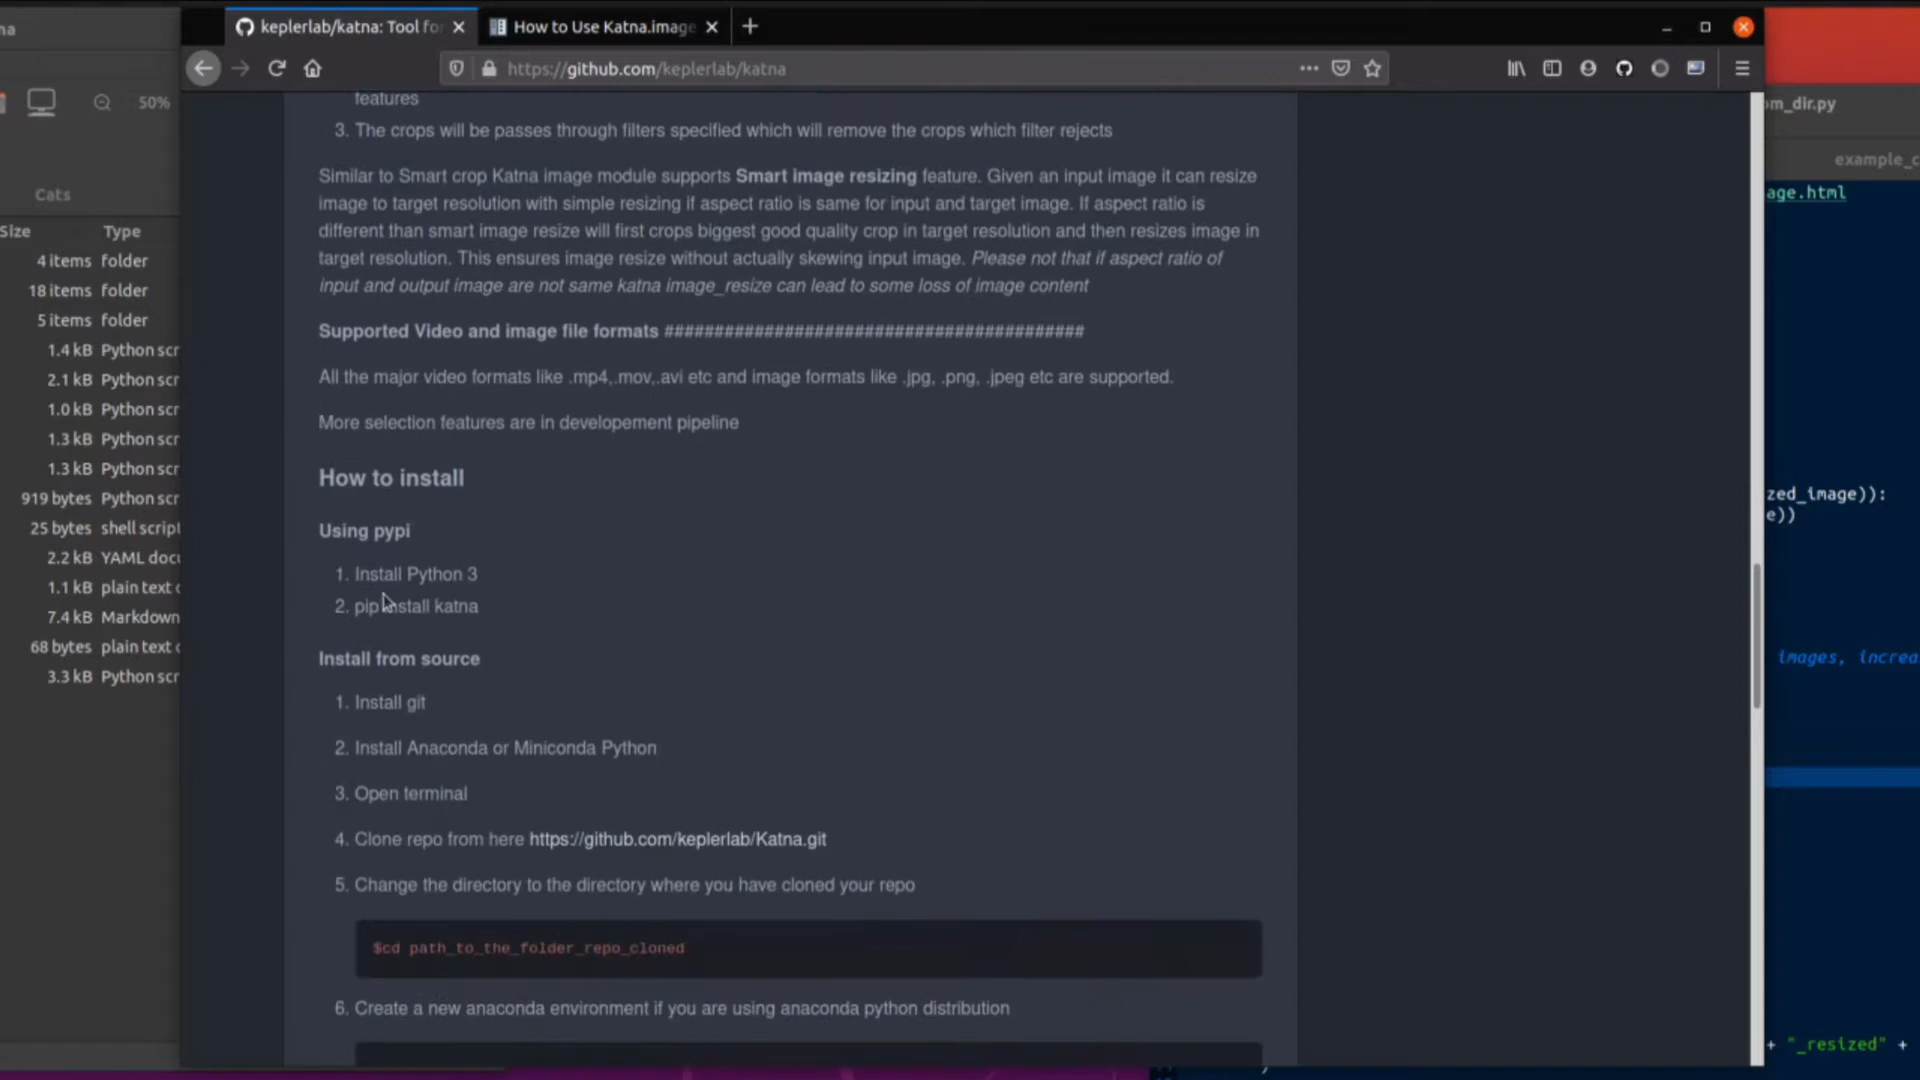 na
keplerlab/katna: Tool fo
How to Use Katna.image
https://github.com/keplerlab/katna
50%
om_dir.py
example_c
Cats
Size
Type
4 items folder
18 items folder
5 items folder
1.4 kB Python scr
2.1 kB Python scr
1.0 kB Python scr
1.3 kB Python scr
1.3 kB Python scr
919 bytes Python scr
25 bytes shell script
2.2 kB YAML docu
1.1 kB plain text
7.4 kB Markdown
68 bytes plain text
3.3 kB Python scr
features
3. The crops will be passes through filters specified which will remove the crops which filter rejects
Similar to Smart crop Katna image module supports Smart image resizing feature. Given an input image it can resize
image to target resolution with simple resizing if aspect ratio is same for input and target image. If aspect ratio is
different than smart image resize will first crops biggest good quality crop in target resolution and then resizes image in
target resolution. This ensures image resize without actually skewing input image. Please not that if aspect ratio of
input and output image are not same katna image_resize can lead to some loss of image content
Supported Video and image file formats ##########################################
All the major video formats like .mp4,.mov,.avi etc and image formats like .jpg, .png, .jpeg etc are supported.
More selection features are in developement pipeline
How to install
Using pypi
1. Install Python 3
2. pip install katna
Install from source
1. Install git
2. Install Anaconda or Miniconda Python
3. Open terminal
4. Clone repo from here https://github.com/keplerlab/Katna.git
5. Change the directory to the directory where you have cloned your repo
$cd path_to_the_folder_repo_cloned
6. Create a new anaconda environment if you are using anaconda python distribution
age.html
zed_image)):
e))
images, increa
+ "_resized" +